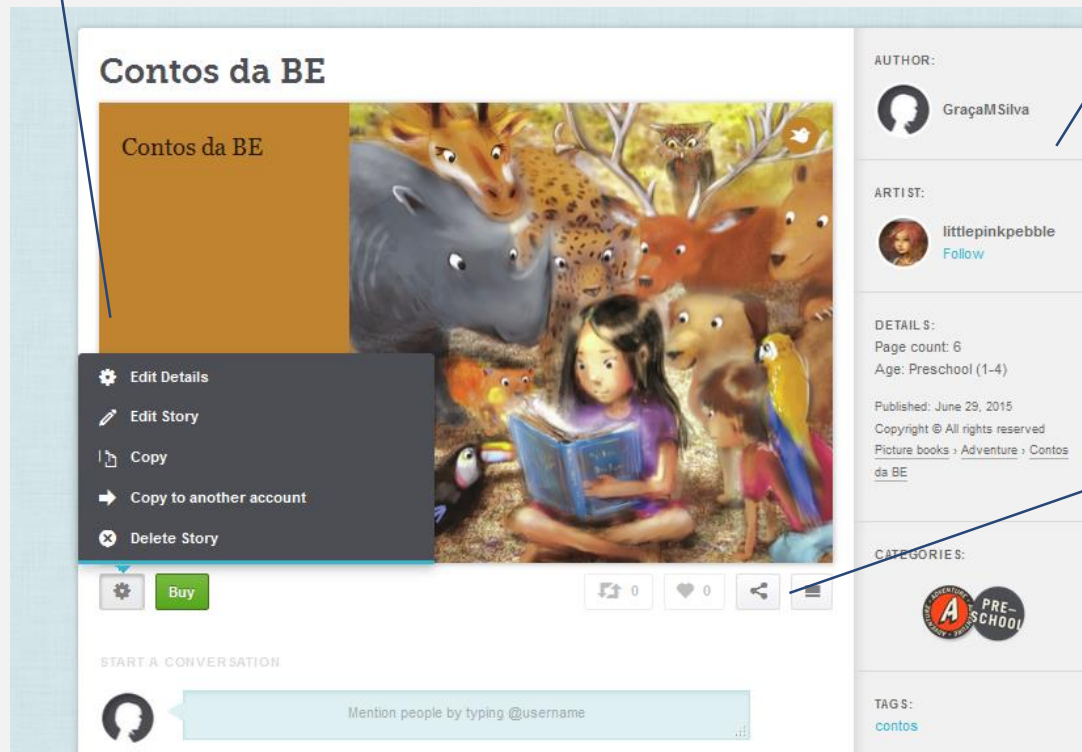 Contos da BE
Contos da BE
Edit Details
Edit Story
Copy
Copy to another account
Delete Story
Buy
0
0
START A CONVERSATION
Mention people by typing @username
AUTHOR:
GraçaMSilva
ARTIST:
littlepinkpebble
Follow
DETAILS:
Page count: 6
Age: Preschool (1-4)
Published: June 29, 2015
Copyright © All rights reserved
Picture books › Adventure › Contos
da BE
CATEGORIES:
ADVENTURE
A
PRE-
SCHOOL
TAGS:
contos